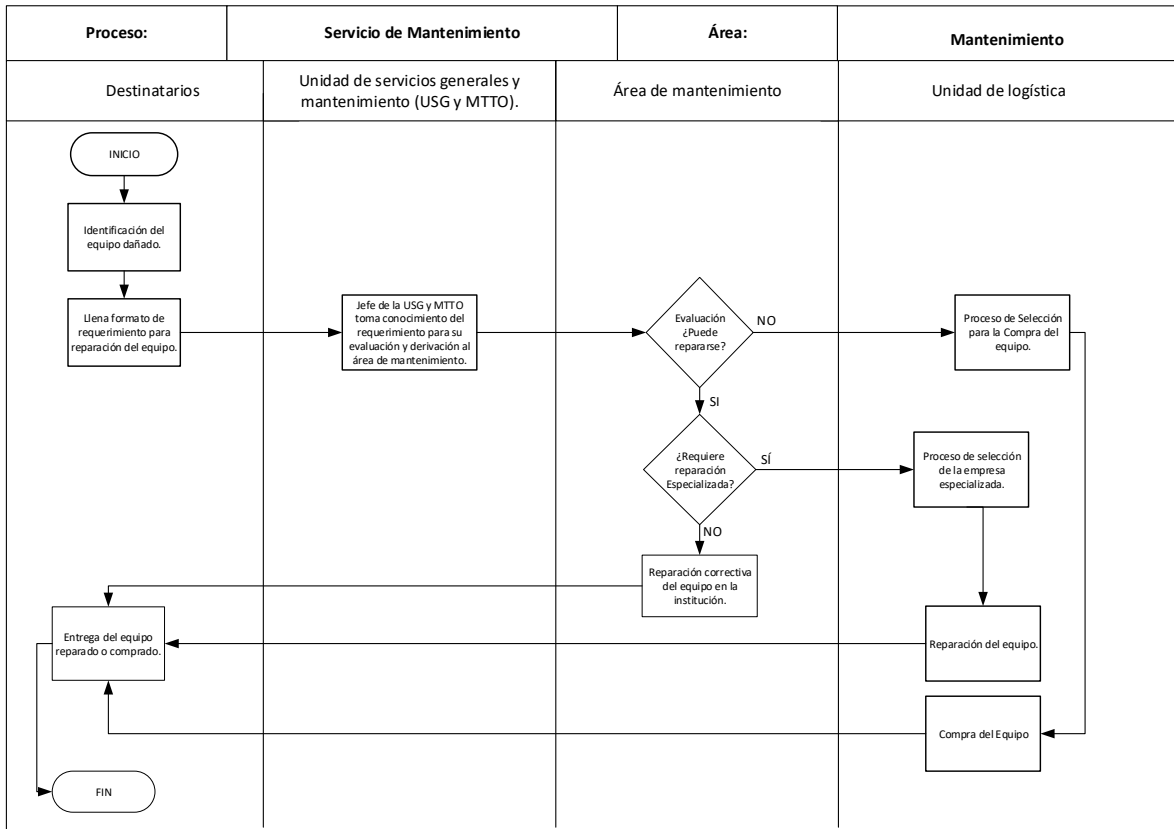 Proceso:
Servicio de Mantenimiento
Área:
Mantenimiento
Destinatarios
Unidad de servicios generales y
mantenimiento (USG y MTTO).
Área de mantenimiento
Unidad de logística
INICIO
Identificación del
equipo dañado.
Llena formato de
requerimiento para
reparación del equipo.
Jefe de la USG y MTTO
toma conocimiento del
requerimiento para su
evaluación y derivación al
área de mantenimiento.
Evaluación
¿Puede
repararse?
NO
Proceso de Selección
para la Compra del
equipo.
SI
¿Requiere
reparación
Especializada?
SÍ
Proceso de selección
de la empresa
especializada.
NO
Reparación correctiva
del equipo en la
institución.
Entrega del equipo
reparado o comprado.
Reparación del equipo.
Compra del Equipo
FIN